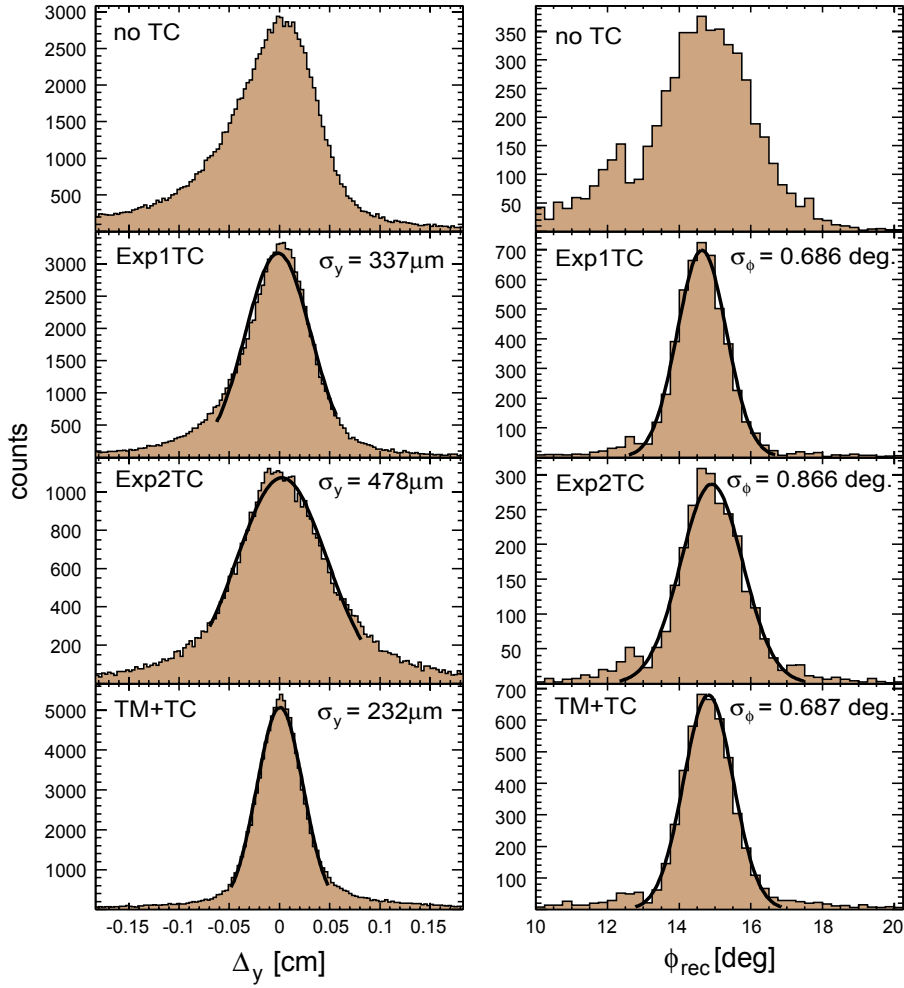 counts
no TC
3000
2500
2000
1500
1000
500
no TC
350
300
250
200
150
100
50
Exp1TC
σy = 337μm
3000
2500
2000
1500
1000
500
Exp1TC
σϕ = 0.686 deg.
700
600
500
400
300
200
100
Exp2TC
σy = 478μm
1000
800
600
400
200
Exp2TC
σϕ = 0.866 deg.
300
250
200
150
100
50
TM+TC
σy = 232μm
5000
4000
3000
2000
1000
-0.15 -0.1 -0.05 0 0.05 0.1 0.15
Δy [cm]
TM+TC
σϕ = 0.687 deg.
700
600
500
400
300
200
100
10 12 14 16 18 20
ϕrec [deg]